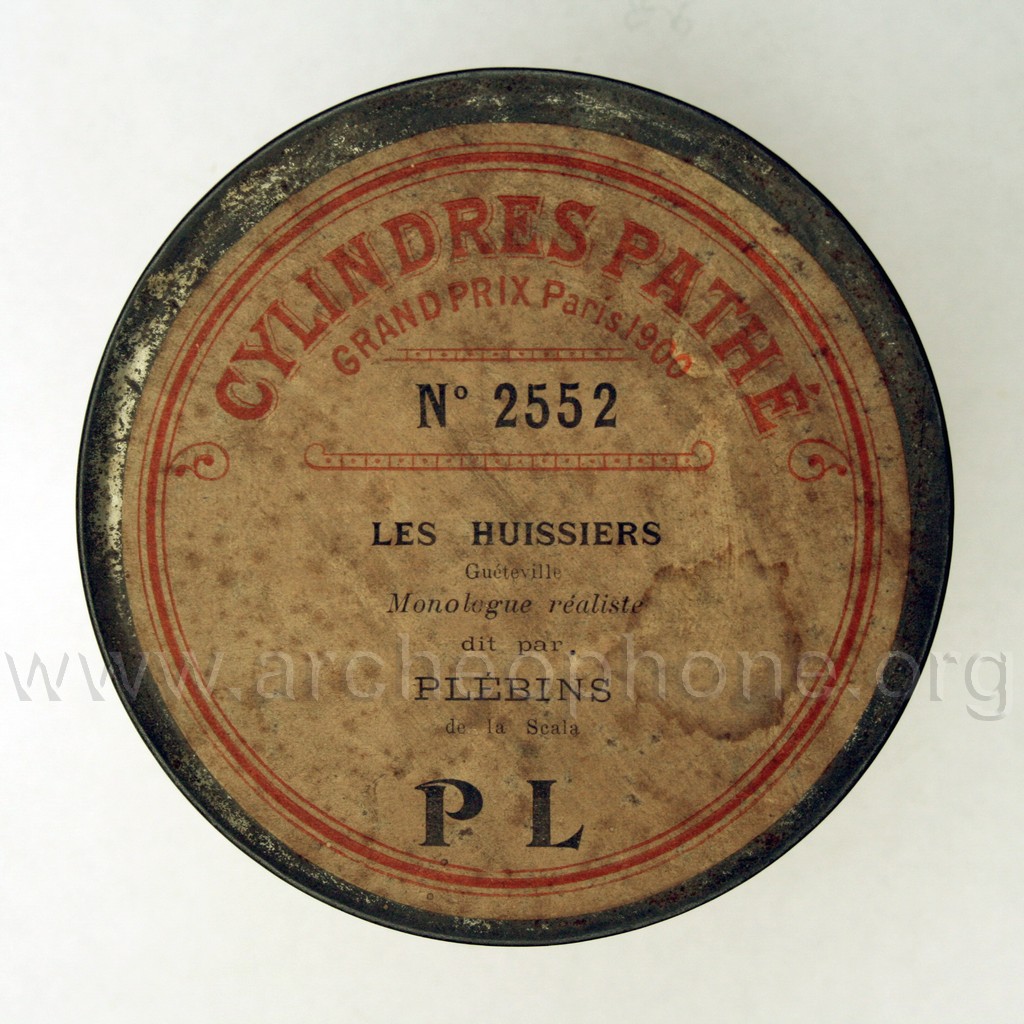 CYLINDRES PATHÉ
GRAND PRIX Paris.1900
Nº 2552
LES HUISSIERS
Guéteville
Monologue réaliste
dit par
PLÉBINS
de la Scala
P L
www.archeophone.org